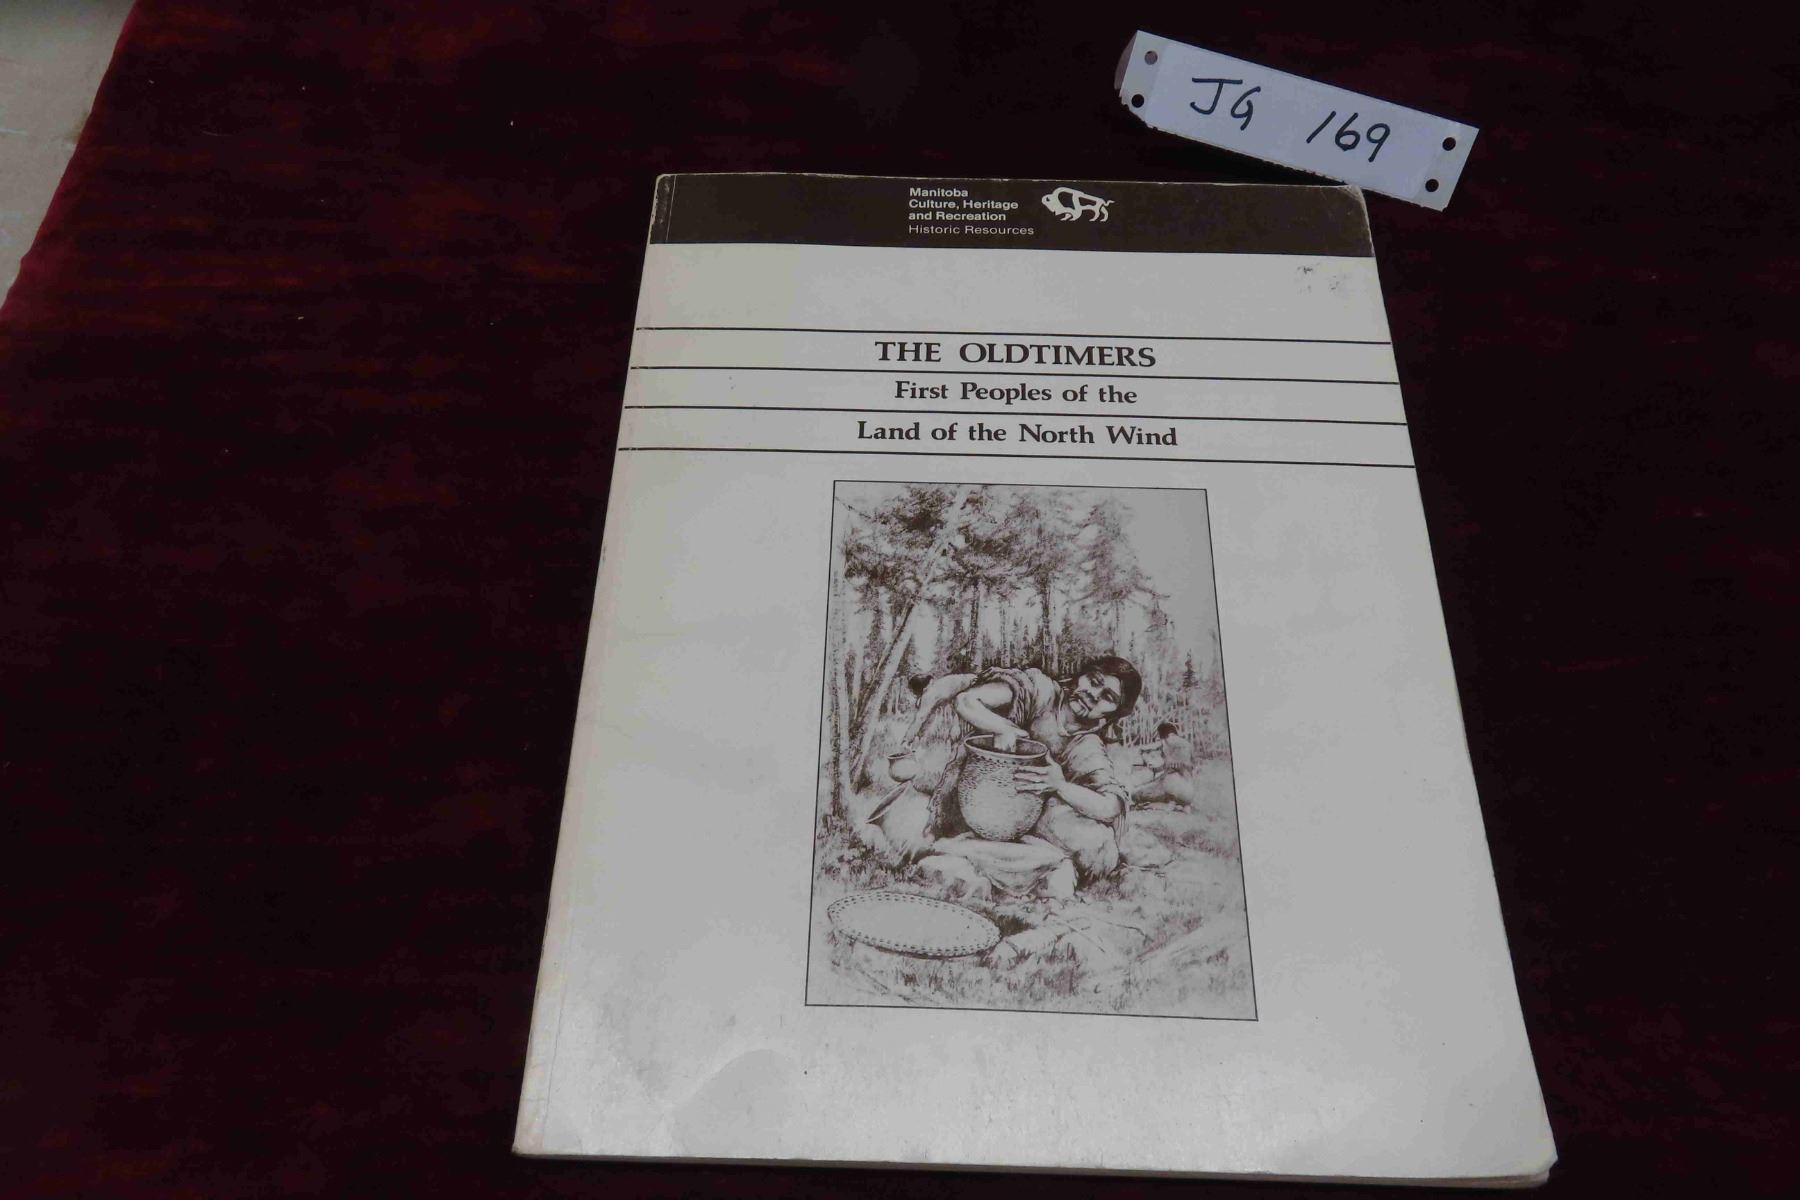 JG 169
Manitoba
Culture, Heritage
and Recreation
Historic Resources
THE OLDTIMERS
First Peoples of the
Land of the North Wind